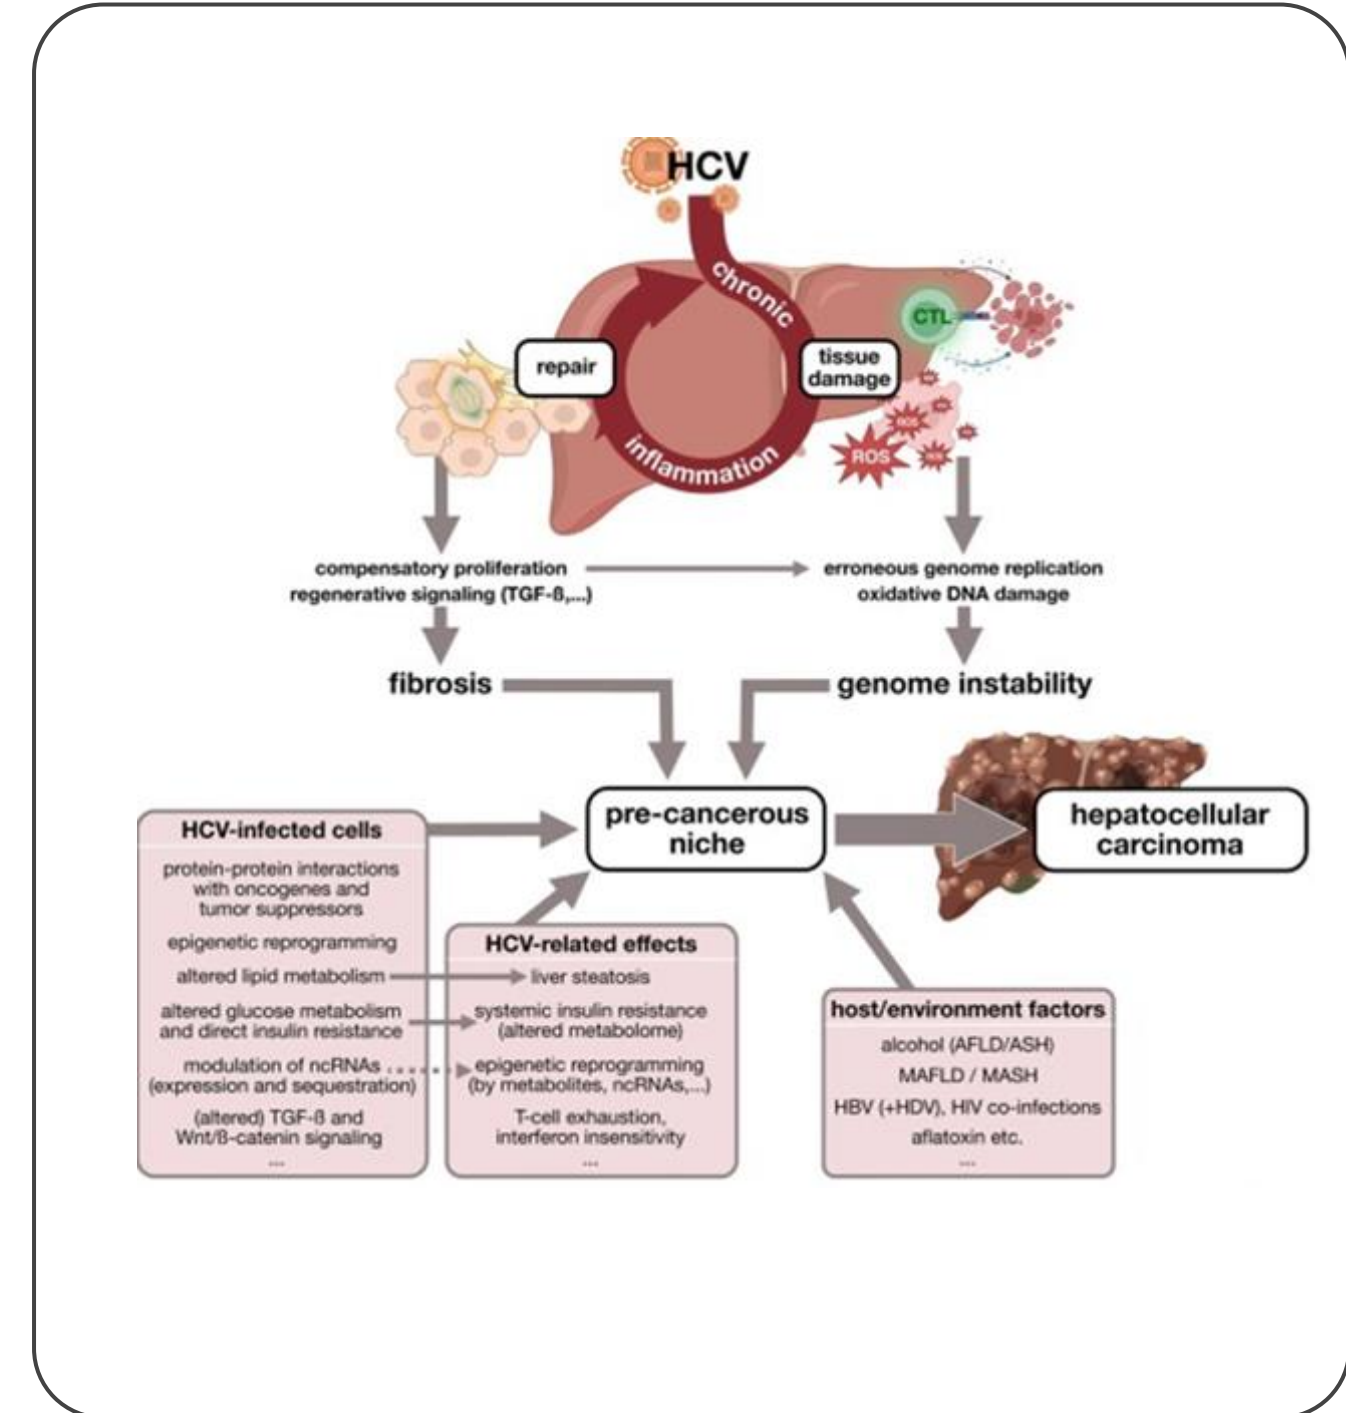 HCV
chronic
CTL
repair
tissue
damage
inflammation
ROS
ROS
ROS
compensatory proliferation
regenerative signaling (TGF-ß,...)
erroneous genome replication
oxidative DNA damage
fibrosis
genome instability
pre-cancerous
niche
hepatocellular
carcinoma
HCV-infected cells
protein-protein interactions
with oncogenes and
tumor suppressors
epigenetic reprogramming
altered lipid metabolism
altered glucose metabolism
and direct insulin resistance
modulation of ncRNAs
(expression and sequestration)
(altered) TGF-ß and
Wnt/ß-catenin signaling
...
HCV-related effects
liver steatosis
systemic insulin resistance
(altered metabolome)
epigenetic reprogramming
(by metabolites, ncRNAs,...)
T-cell exhaustion,
interferon insensitivity
...
host/environment factors
alcohol (AFLD/ASH)
MAFLD / MASH
HBV (+HDV), HIV co-infections
aflatoxin etc.
...